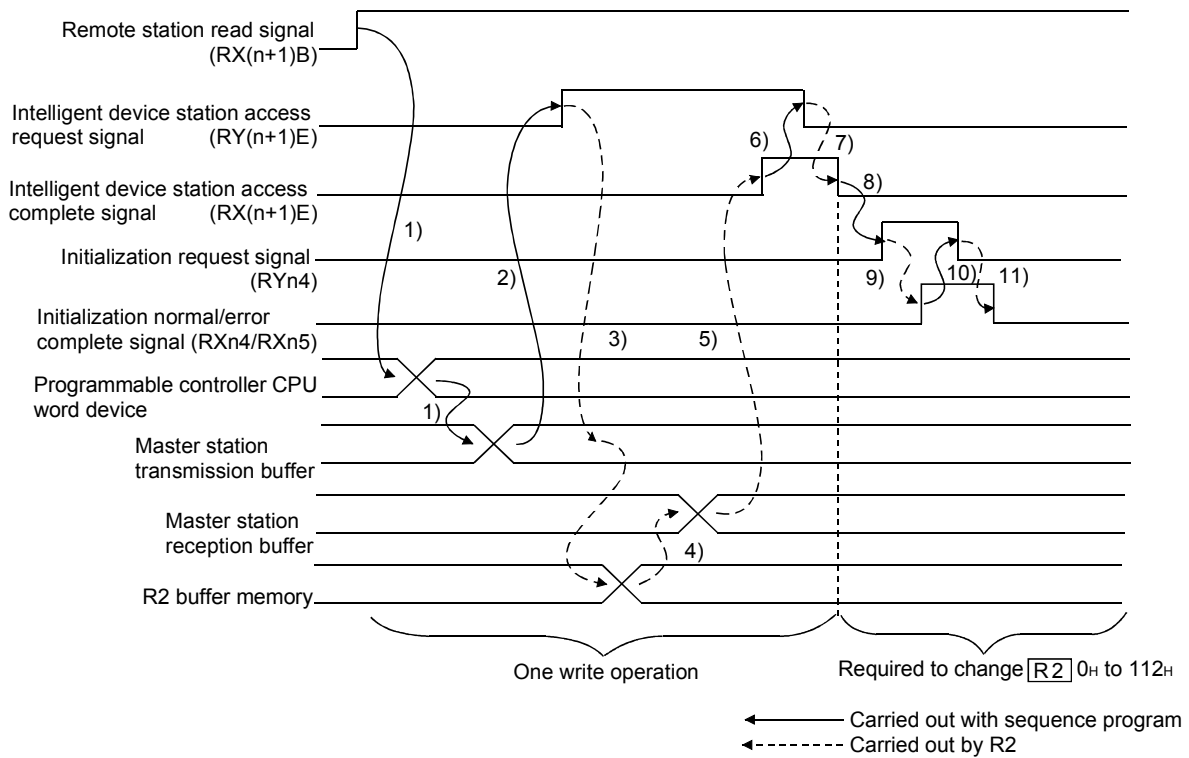 Remote station read signal
(RX(n+1)B)
Intelligent device station access
request signal (RY(n+1)E)
6)
7)
Intelligent device station access
complete signal (RX(n+1)E)
8)
1)
Initialization request signal
(RYn4)
2)
9)
10)
11)
Initialization normal/error
complete signal (RXn4/RXn5)
3)
5)
Programmable controller CPU
word device
1)
Master station
transmission buffer
Master station
reception buffer
4)
R2 buffer memory
One write operation
Required to change R2 0H to 112H
Carried out with sequence program
Carried out by R2